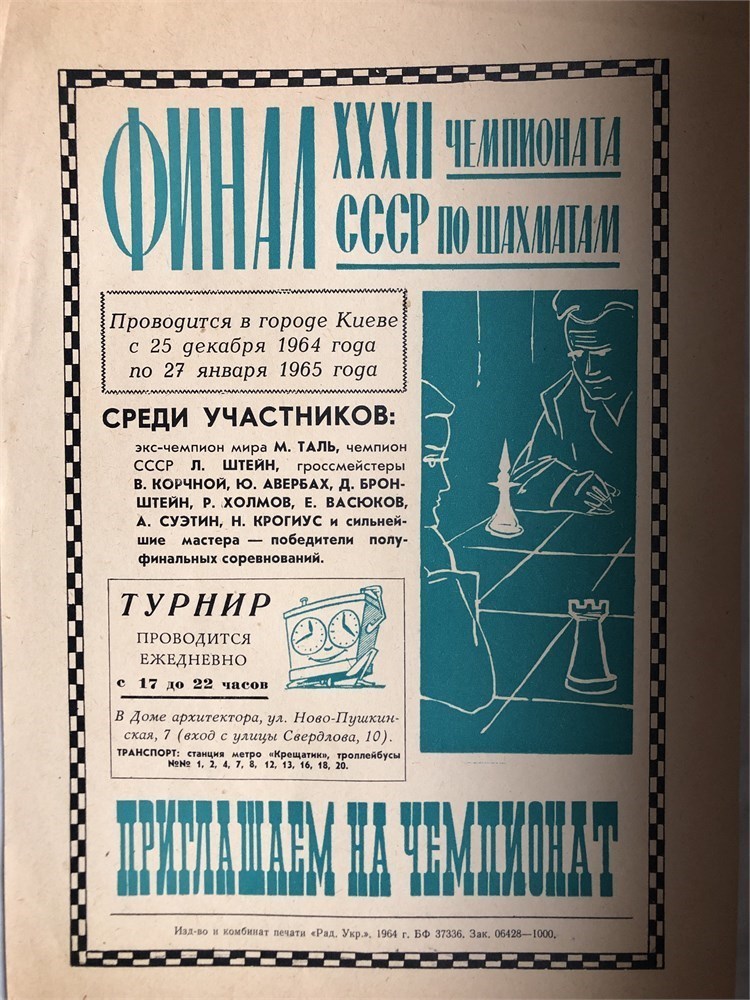 ФИНАЛ XXXII ЧЕМПИОНАТА
СССР ПО ШАХМАТАМ
Проводится в городе Киеве
с 25 декабря 1964 года
по 27 января 1965 года
СРЕДИ УЧАСТНИКОВ:
экс-чемпион мира М. ТАЛЬ, чемпион
СССР Л. ШТЕЙН, гроссмейстеры
В. КОРЧНОЙ, Ю. АВЕРБАХ, Д. БРОН-
ШТЕЙН, Р. ХОЛМОВ, Е. ВАСЮКОВ,
А. СУЭТИН, Н. КРОГИУС и сильней-
шие мастера — победители полу-
финальных соревнований.
ТУРНИР
ПРОВОДИТСЯ
ЕЖЕДНЕВНО
с 17 до 22 часов
В Доме архитектора, ул. Ново-Пушкин-
ская, 7 (вход с улицы Свердлова, 10).
ТРАНСПОРТ: станция метро «Крещатик», троллейбусы
№№ 1, 2, 4, 7, 8, 12, 13, 16, 18, 20.
ПРИГЛАШАЕМ НА ЧЕМПИОНАТ
Изд-во и комбинат печати «Рад. Укр.», 1964 г. БФ 37336. Зак. 06428—1000.